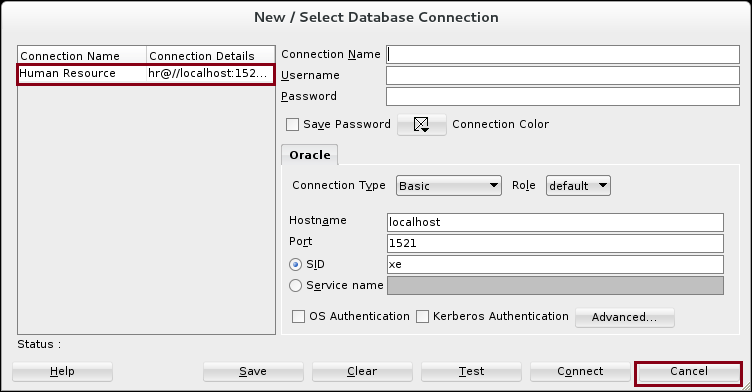 New / Select Database Connection
Connection Name Connection Details
Human Resource hr@//localhost:152...
Connection Name
Username
Password
Save Password Connection Color
Oracle
Connection Type Basic Role default
Hostname localhost
Port 1521
SID xe
Service name
OS Authentication Kerberos Authentication Advanced...
Status :
Help Save Clear Test Connect Cancel